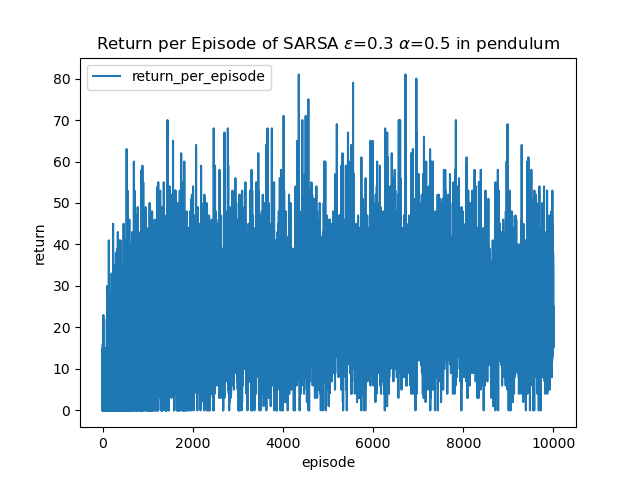 Return per Episode of SARSA ε=0.3 α=0.5 in pendulum
return_per_episode
80
70
60
50
40
30
20
10
0
return
0 2000 4000 6000 8000 10000
episode